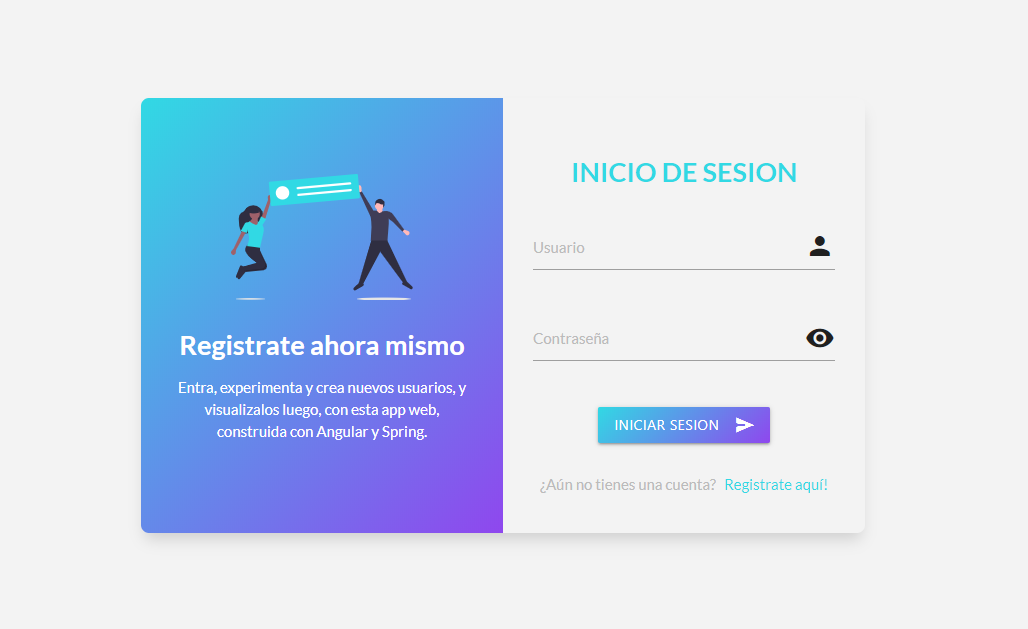 Registrate ahora mismo
Entra, experimenta y crea nuevos usuarios, y
visualizalos luego, con esta app web,
construida con Angular y Spring.
INICIO DE SESION
Usuario
Contraseña
INICIAR SESION
¿Aún no tienes una cuenta? Registrate aquí!